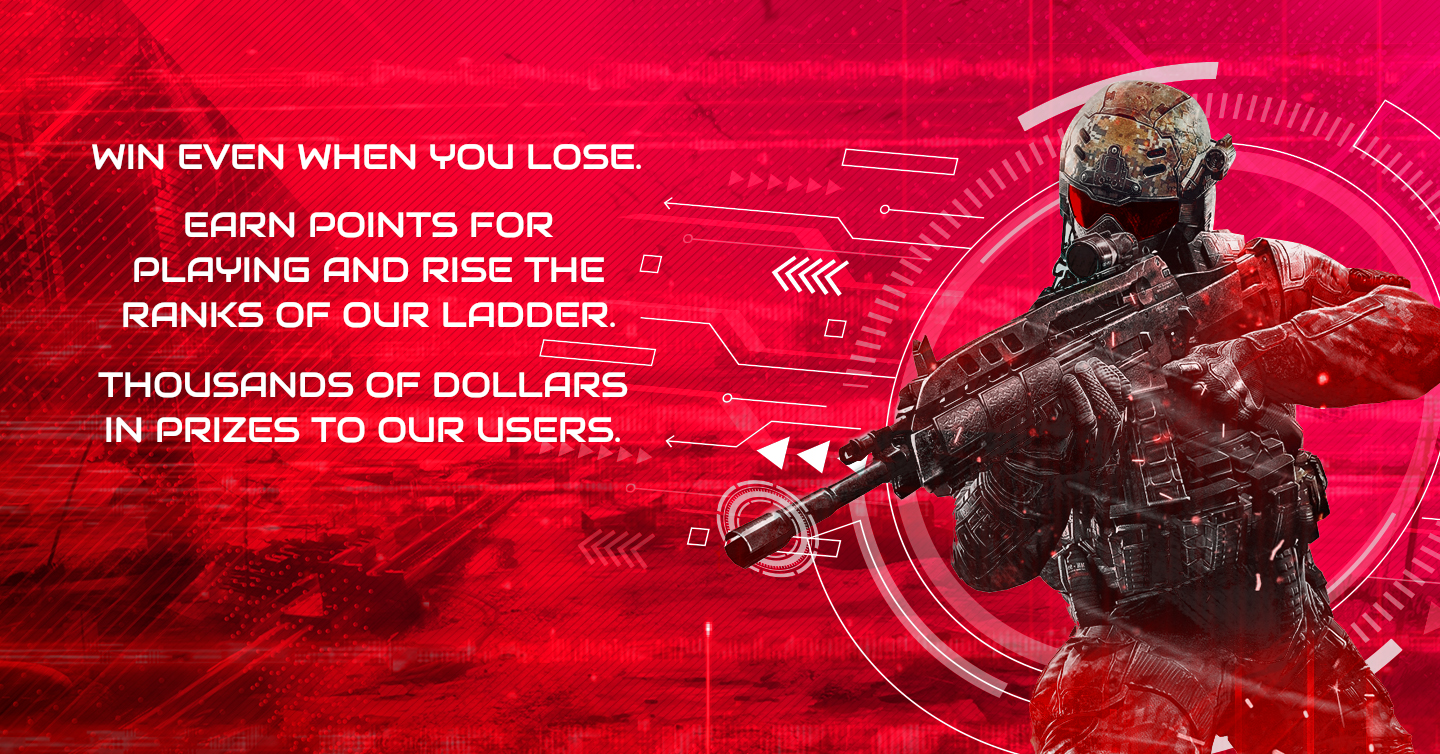 WIN EVEN WHEN YOU LOSE.
EARN POINTS FOR
PLAYING AND RISE THE
RANKS OF OUR LADDER.
THOUSANDS OF DOLLARS
IN PRIZES TO OUR USERS.